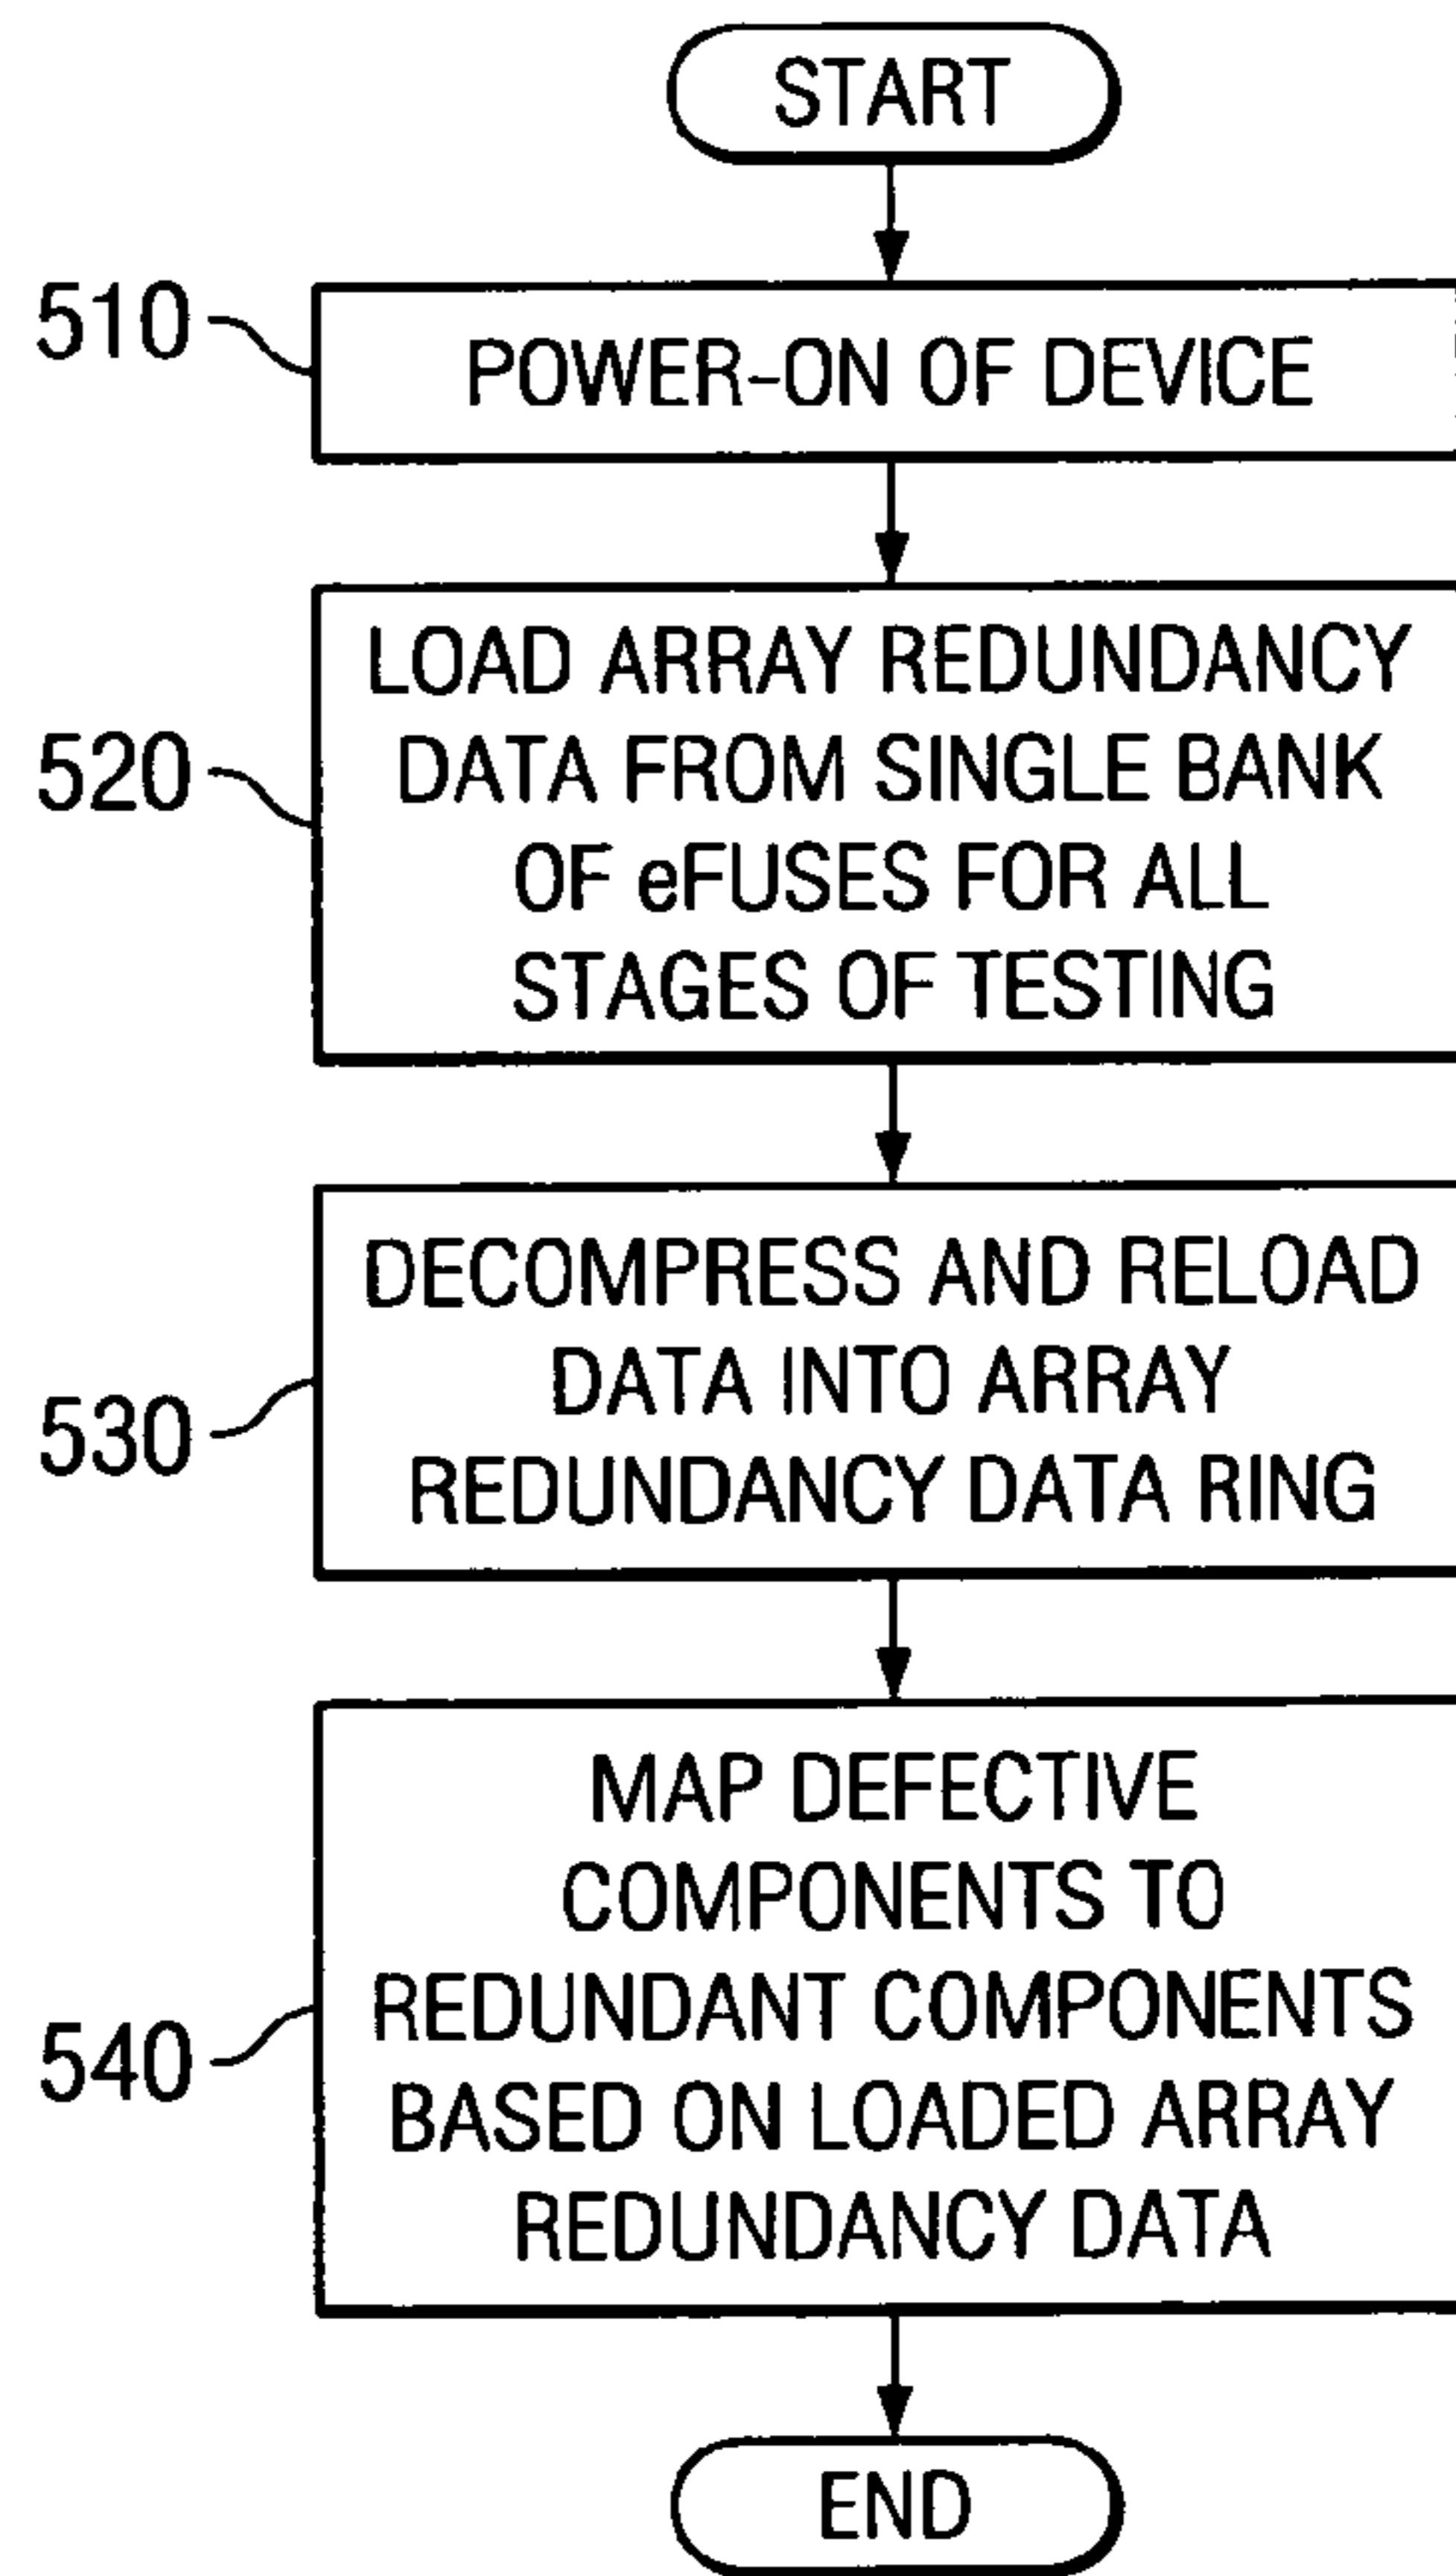 START
510
POWER-ON OF DEVICE
520
LOAD ARRAY REDUNDANCY
DATA FROM SINGLE BANK
OF eFUSES FOR ALL
STAGES OF TESTING
530
DECOMPRESS AND RELOAD
DATA INTO ARRAY
REDUNDANCY DATA RING
540
MAP DEFECTIVE
COMPONENTS TO
REDUNDANT COMPONENTS
BASED ON LOADED ARRAY
REDUNDANCY DATA
END